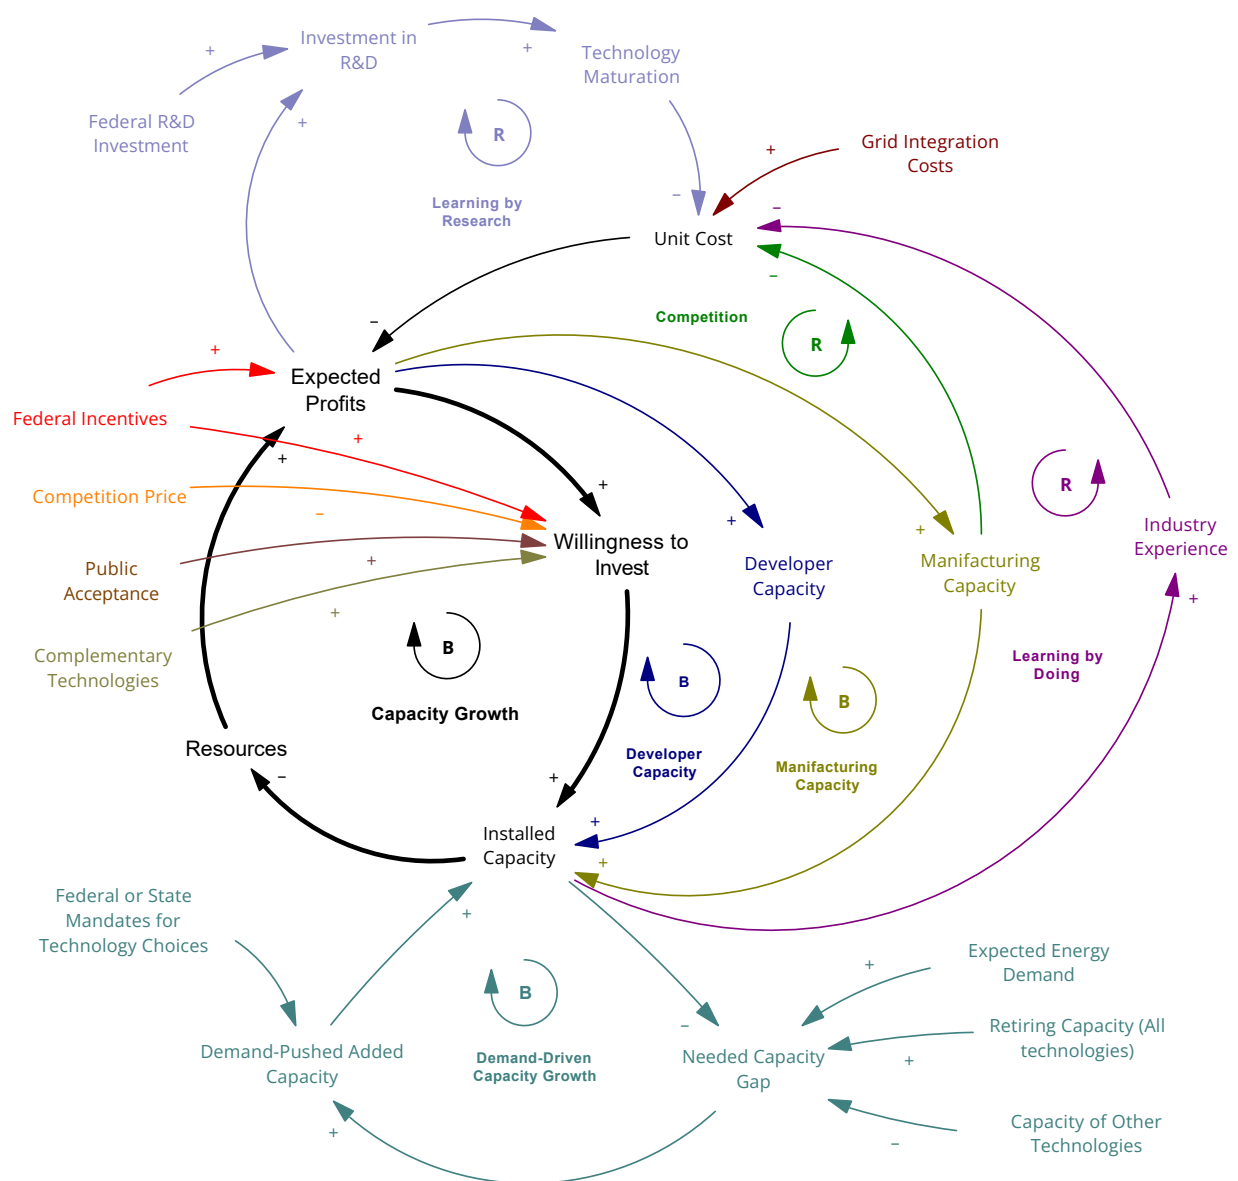 Investment in
R&D
+
+
Technology
Maturation
Federal R&D
Investment
+
R
Grid Integration
Costs
+
Learning by
Research
−
−
Unit Cost
−
Competition
R
−
+
Expected
Profits
Federal Incentives
+
+
Competition Price
−
+
R
Willingness to
Invest
+
+
Industry
Experience
Public
Acceptance
+
Developer
Capacity
Manifacturing
Capacity
+
+
Complementary
Technologies
B
B
B
Learning by
Doing
Capacity Growth
Resources
−
Developer
Capacity
Manifacturing
Capacity
+
+
+
Installed
Capacity
Federal or State
Mandates for
Technology Choices
+
B
Expected Energy
Demand
+
Demand-Pushed Added
Capacity
Demand-Driven
Capacity Growth
−
Needed Capacity
Gap
Retiring Capacity (All
technologies)
+
+
Capacity of Other
Technologies
−